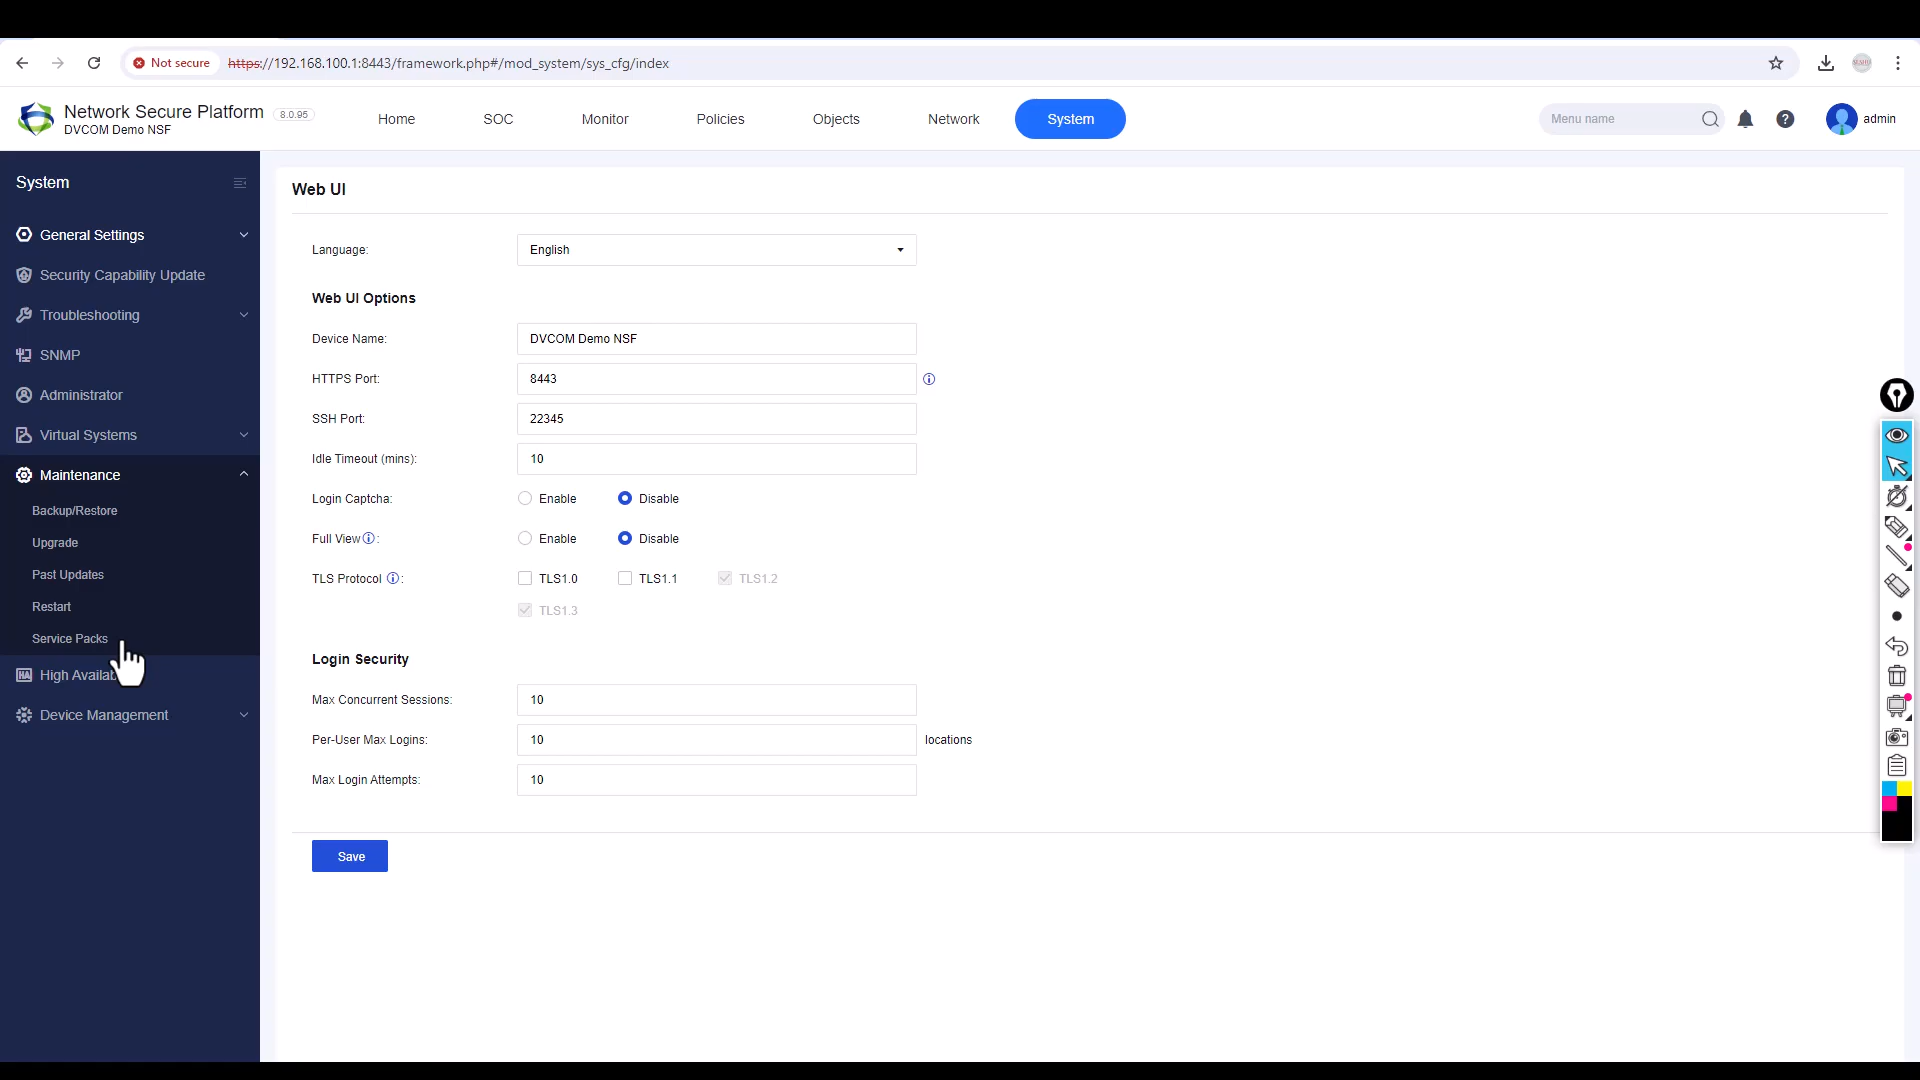 Not secure
https://192.168.100.1:8443/framework.php#/mod_system/sys_cfg/index
Network Secure Platform 8.0.95
DVCOM Demo NSF
Home SOC Monitor Policies Objects Network System
Menu name
admin
System
General Settings
Security Capability Update
Troubleshooting
SNMP
Administrator
Virtual Systems
Maintenance
Backup/Restore
Upgrade
Past Updates
Restart
Service Packs
High Availab
Device Management
Web UI
Language: English
Web UI Options
Device Name: DVCOM Demo NSF
HTTPS Port: 8443
SSH Port: 22345
Idle Timeout (mins): 10
Login Captcha: Enable Disable
Full View : Enable Disable
TLS Protocol : TLS1.0 TLS1.1 TLS1.2
TLS1.3
Login Security
Max Concurrent Sessions: 10
Per-User Max Logins: 10 locations
Max Login Attempts: 10
Save